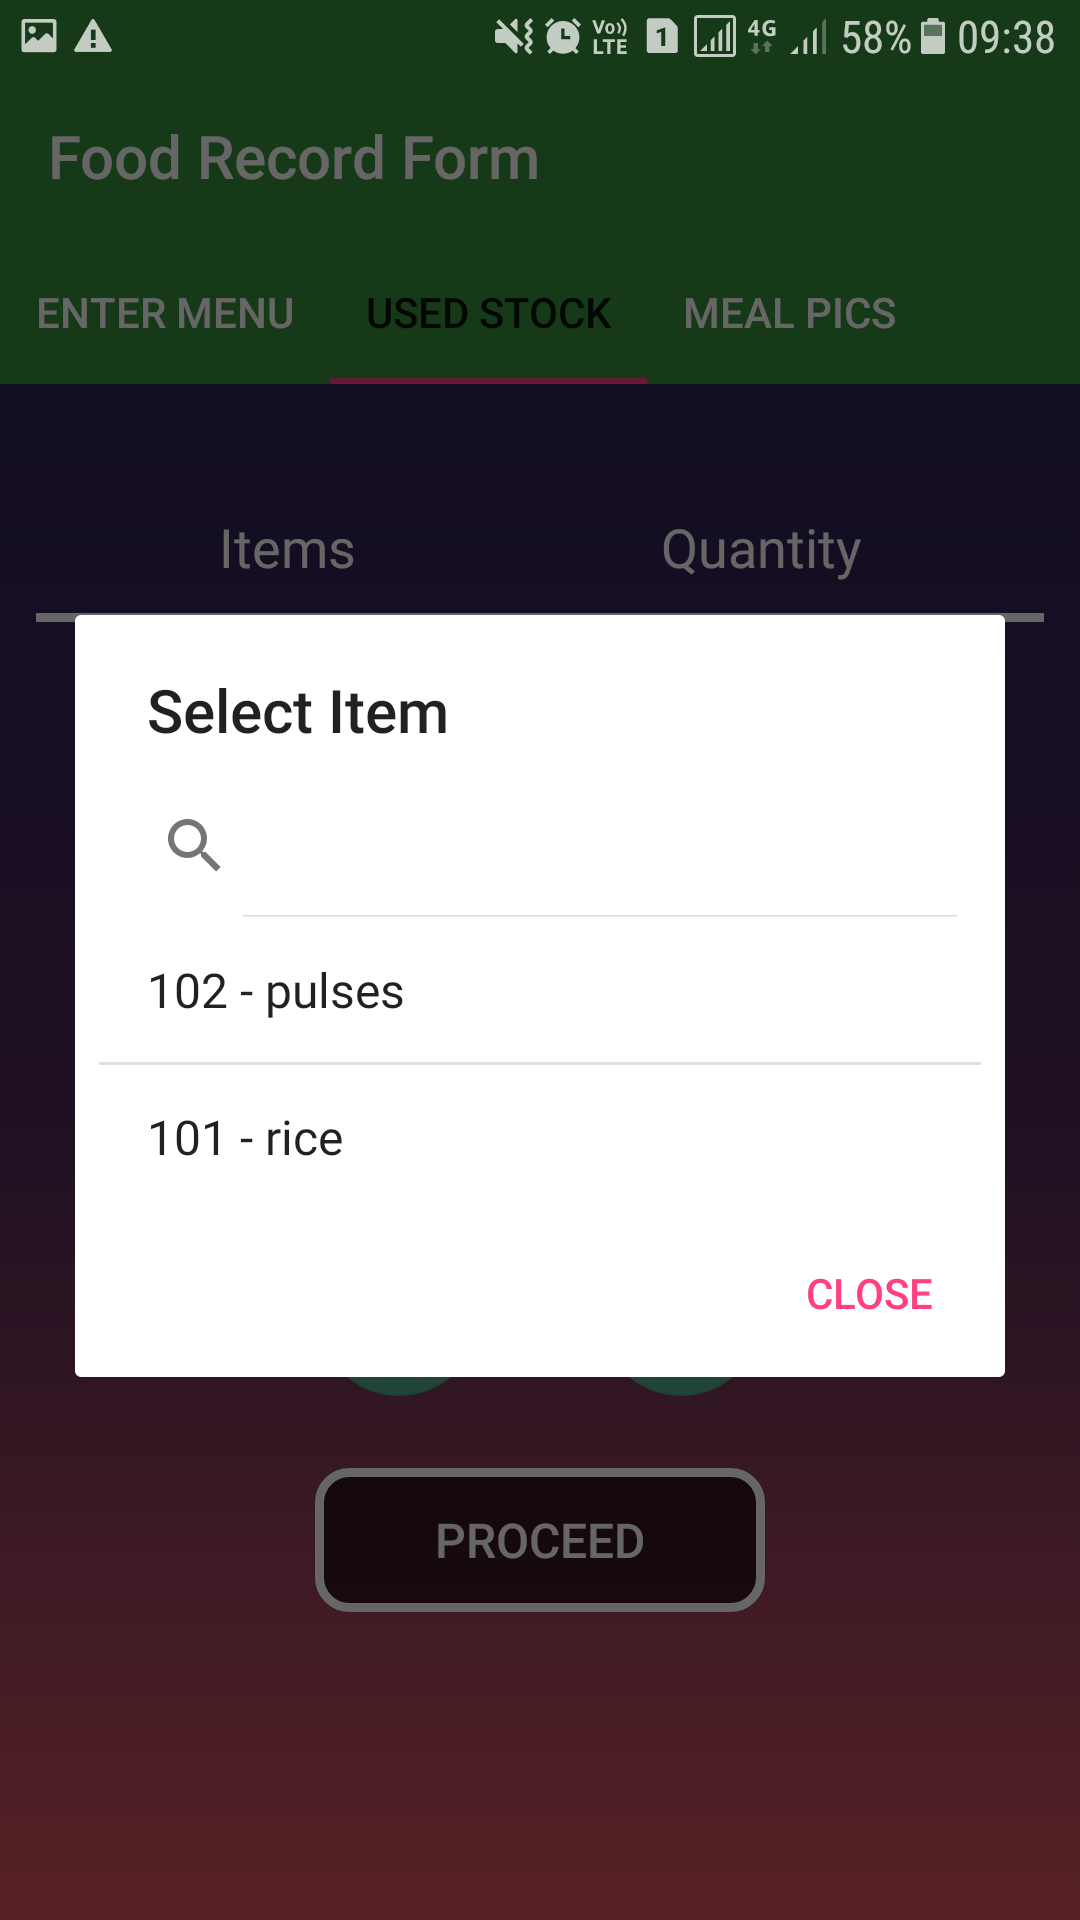 Vo)) LTE 1 4G 58% 09:38
Food Record Form
ENTER MENU USED STOCK MEAL PICS
Items Quantity
Select Item
102 - pulses
101 - rice
CLOSE
PROCEED